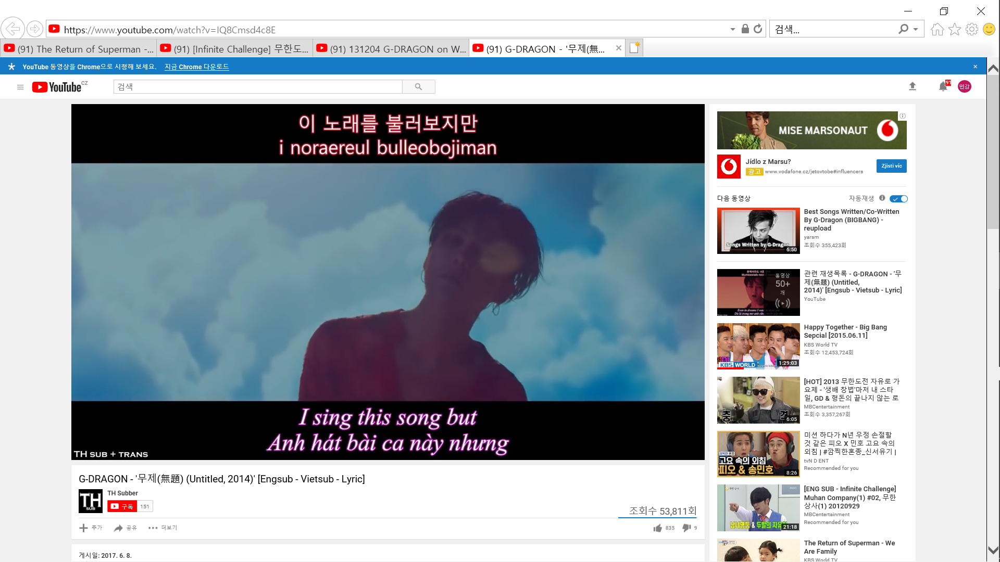 https://www.youtube.com/watch?v=IQ8Cmsd4c8E
검색...
(91) The Return of Superman -...
(91) [Infinite Challenge] 무한도...
(91) 131204 G-DRAGON on W...
(91) G-DRAGON - '무제(無...
YouTube 동영상을 Chrome으로 시청해 보세요. 지금 Chrome 다운로드
YouTube CZ
검색
91
민감
이 노래를 불러보지만
i noraereul bulleobojiman
I sing this song but
Anh hát bài ca này nhưng
TH SUB + TRANS
G-DRAGON - '무제(無題) (Untitled, 2014)' [Engsub - Vietsub - Lyric]
TH SUB
TH Subber
구독 151
조회수 53,811회
추가 공유 더보기
835 9
게시일: 2017. 6. 8.
MISE MARSONAUT
Jídlo z Marsu?
광고 www.vodafone.cz/jetovtobe#influencers
Zjisti víc
다음 동영상
자동재생
Songs Written by G-Dragon
6:50
Best Songs Written/Co-Written
By G-Dragon (BIGBANG) -
reupload
yarsm
조회수 355,423회
동영상
50+
개
Even in dreams I
관련 재생목록 - G-DRAGON - '무
제(無題) (Untitled,
2014)' [Engsub - Vietsub - Lyric]
YouTube
KBS WORLD
1:29:03
Happy Together - Big Bang
Sepcial [2015.06.11]
KBS World TV
조회수 12,453,724회
충 격
6:05
[HOT] 2013 무한도전 자유로 가
요제 - '생배 창법'마저 내 스타
일, GD & 형돈의 끝나지 않는 로
MBCentertainment
조회수 3,357,267회
고요 속의 외침
피오 & 송민호
8:26
미션 하다가 N년 우정 손절할
것 같은 피오 X 민호 고요 속의
외침 | #깜찍한혼종_신서유기 |
tvN D ENT
Recommended for you
남녀평등 & 두발의 자유화
21:18
[ENG SUB - Infinite Challenge]
Muhan Company(1) #02, 무한
상사(1) 20120929
MBCentertainment
Recommended for you
The Return of Superman - We
Are Family
KBS World TV